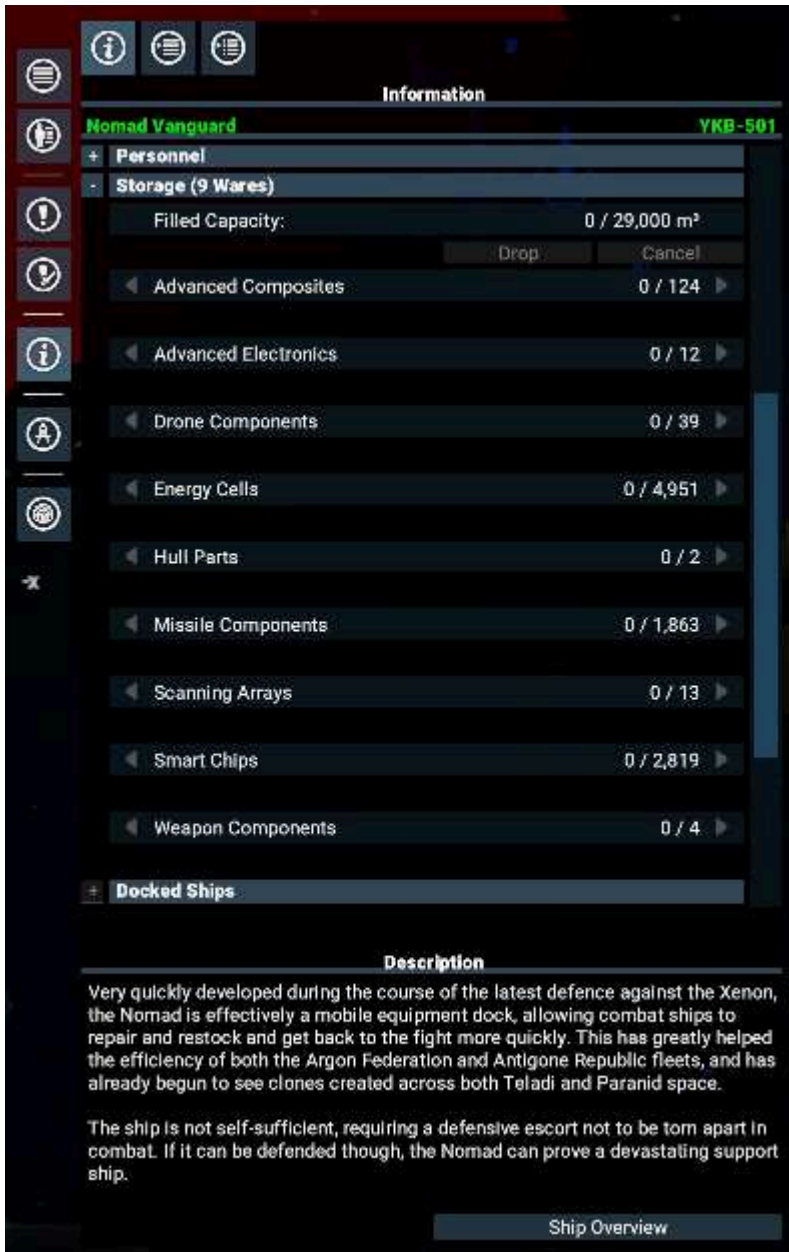 Information
Nomad Vanguard YKB-501
+ Personnel
- Storage (9 Wares)
Filled Capacity: 0 / 29,000 m³
Drop Cancel
Advanced Composites 0 / 124
Advanced Electronics 0 / 12
Drone Components 0 / 39
Energy Cells 0 / 4,951
Hull Parts 0 / 2
Missile Components 0 / 1,863
Scanning Arrays 0 / 13
Smart Chips 0 / 2,819
Weapon Components 0 / 4
+ Docked Ships
Description
Very quickly developed during the course of the latest defence against the Xenon,
the Nomad is effectively a mobile equipment dock, allowing combat ships to
repair and restock and get back to the fight more quickly. This has greatly helped
the efficiency of both the Argon Federation and Antigone Republic fleets, and has
already begun to see clones created across both Teladi and Paranid space.
The ship is not self-sufficient, requiring a defensive escort not to be torn apart in
combat. If it can be defended though, the Nomad can prove a devastating support
ship.
Ship Overview